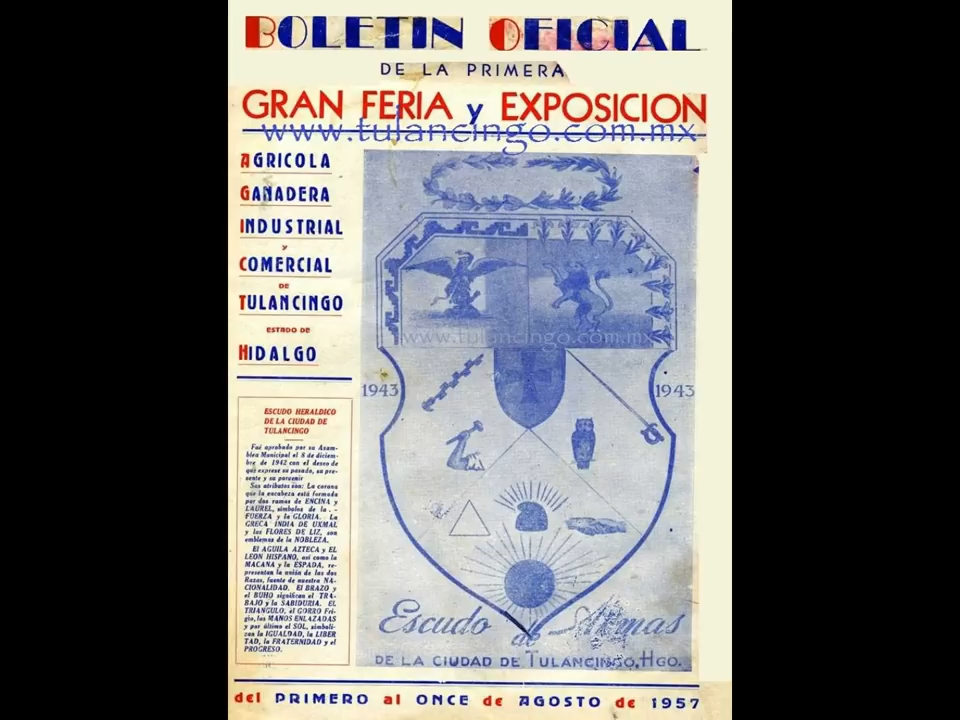 BOLETIN OFICIAL
DE LA PRIMERA
GRAN FERIA y EXPOSICION
www.tulancingo.com.mx
AGRICOLA
GANADERA
INDUSTRIAL
y
COMERCIAL
DE
TULANCINGO
ESTADO DE
HIDALGO
ESCUDO HERALDICO
DE LA CIUDAD DE
TULANCINGO
Fué aprobado por su Asam-
blea Municipal el 8 de diciem-
bre de 1942 con el deseo de
que exprese su pasado, su pre-
sente y su porvenir
Sus atributos son: La corona
que la encabeza está formada
por dos ramos de ENCINA y
LAUREL, símbolos de la . -
FUERZA y la GLORIA. La
GRECA INDIA DE UXMAL
y las FLORES DE LIZ, son
emblemas de la NOBLEZA.
El AGUILA AZTECA y EL
LEON HISPANO, así como la
MACANA y la ESPADA, re-
presentan la unión de las dos
Razas, fuente de nuestra NA-
CIONALIDAD. El BRAZO y
el BUHO significan el TRA-
BAJO y la SABIDURIA. EL
TRIANGULO, el GORRO Fri-
gio, las MANOS ENLAZADAS
y por último el SOL, simboli-
zan la IGUALDAD, la LIBER
TAD, la FRATERNIDAD y el
PROGRESO.
www.tulancingo.com.mx
1943
1943
Escudo de Armas
DE LA CIUDAD DE TULANCINGO, HGO.
del PRIMERO al ONCE de AGOSTO de 1957